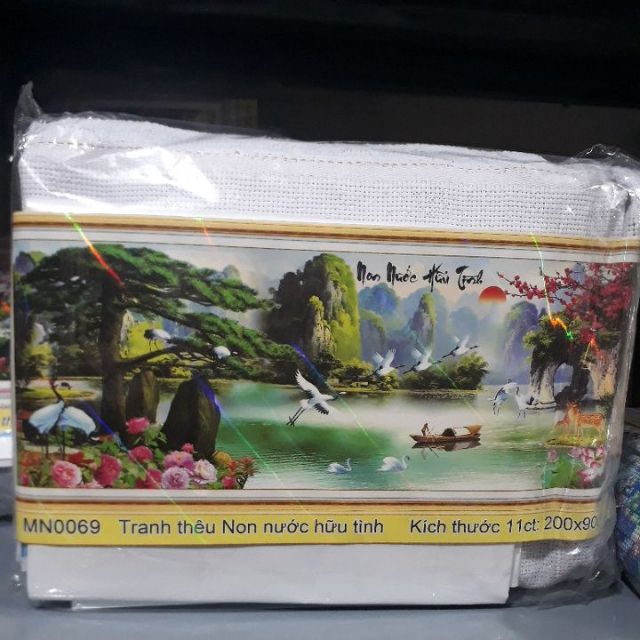 Non Nước Hữu Tình
MN0069 Tranh thêu Non nước hữu tình Kích thước 11ct: 200x90